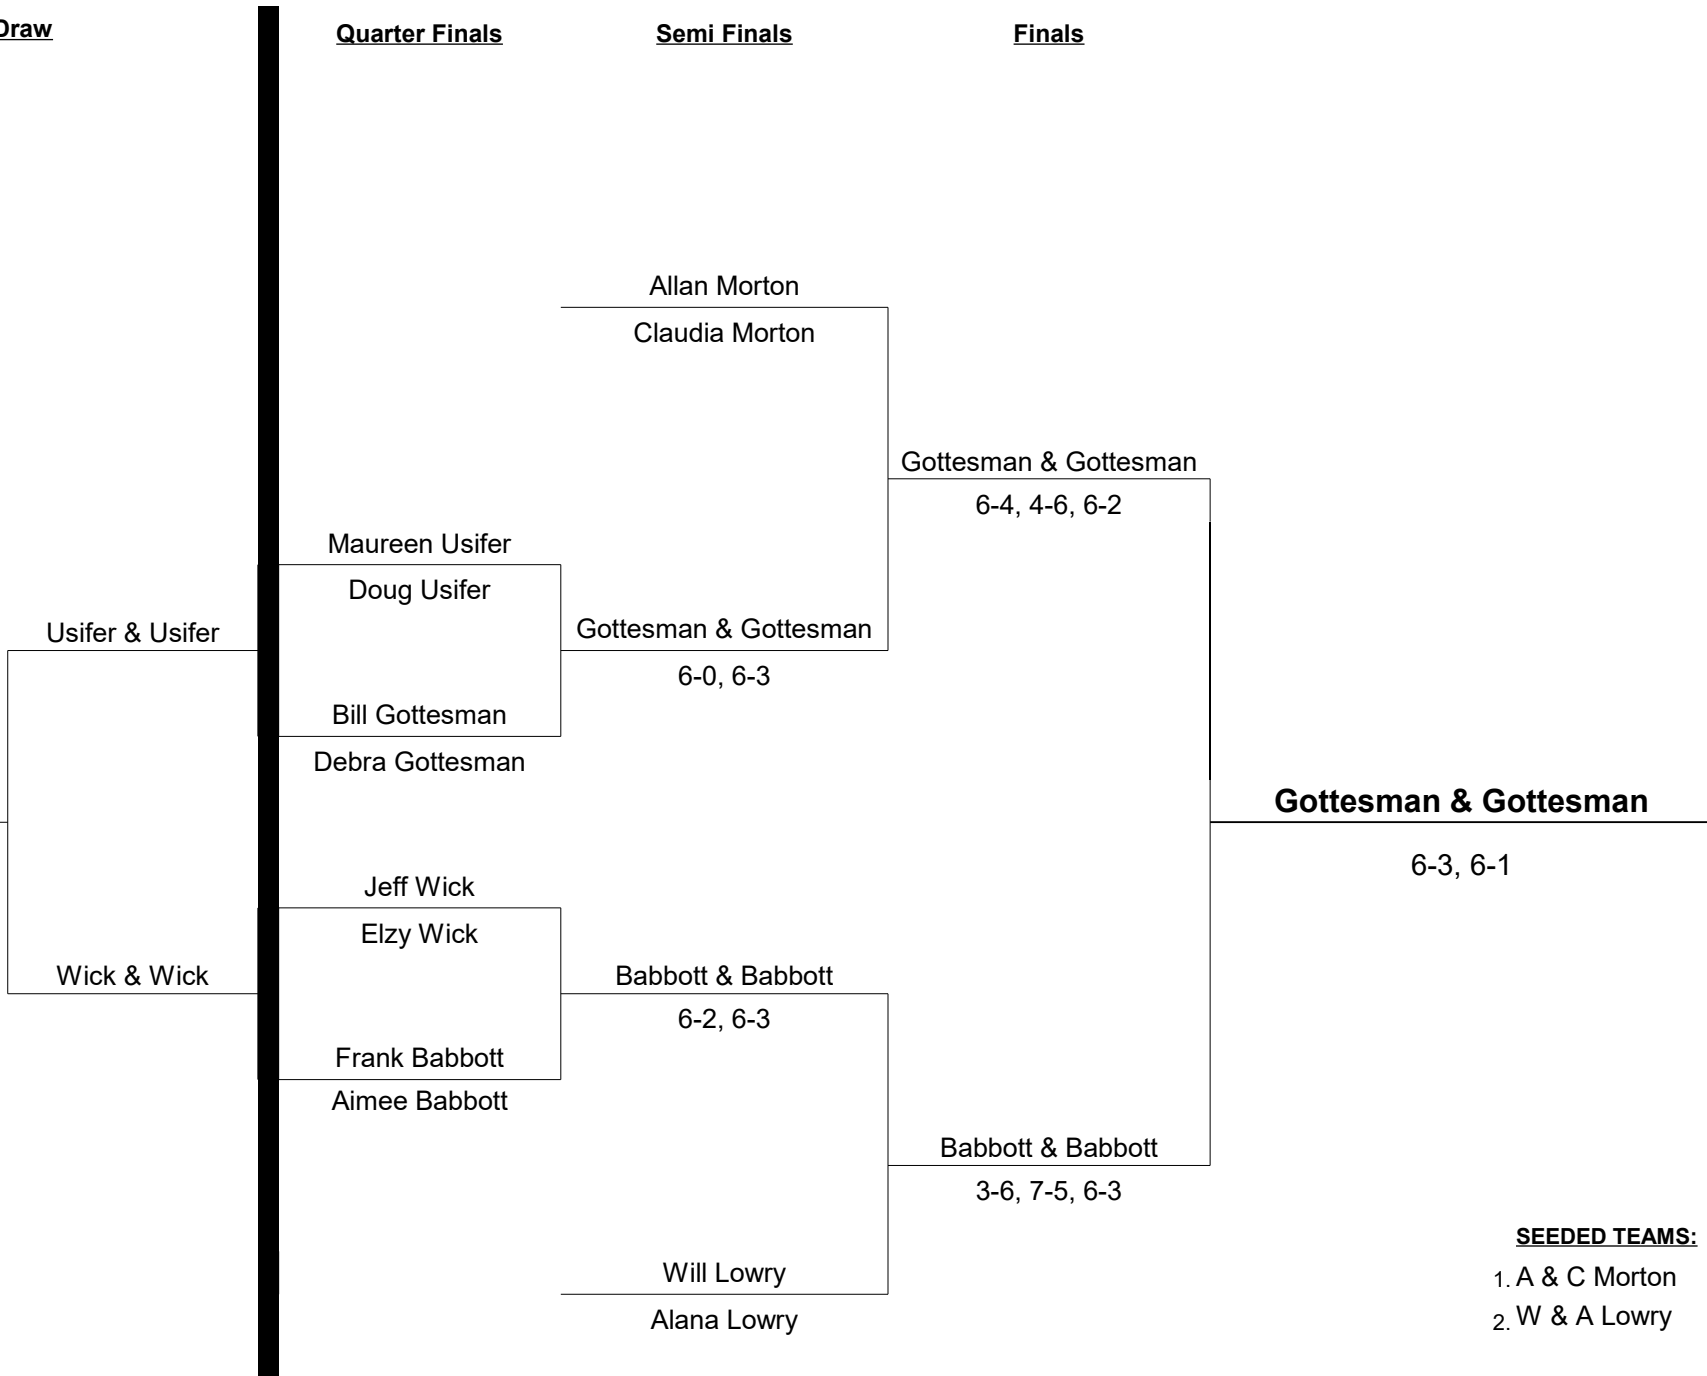 Draw
Quarter Finals
Semi Finals
Finals
Allan Morton
Claudia Morton
Gottesman & Gottesman
6-4, 4-6, 6-2
Maureen Usifer
Doug Usifer
Usifer & Usifer
Gottesman & Gottesman
6-0, 6-3
Bill Gottesman
Debra Gottesman
Gottesman & Gottesman
6-3, 6-1
Jeff Wick
Elzy Wick
Wick & Wick
Babbott & Babbott
6-2, 6-3
Frank Babbott
Aimee Babbott
Babbott & Babbott
3-6, 7-5, 6-3
Will Lowry
Alana Lowry
SEEDED TEAMS:
1. A & C Morton
2. W & A Lowry